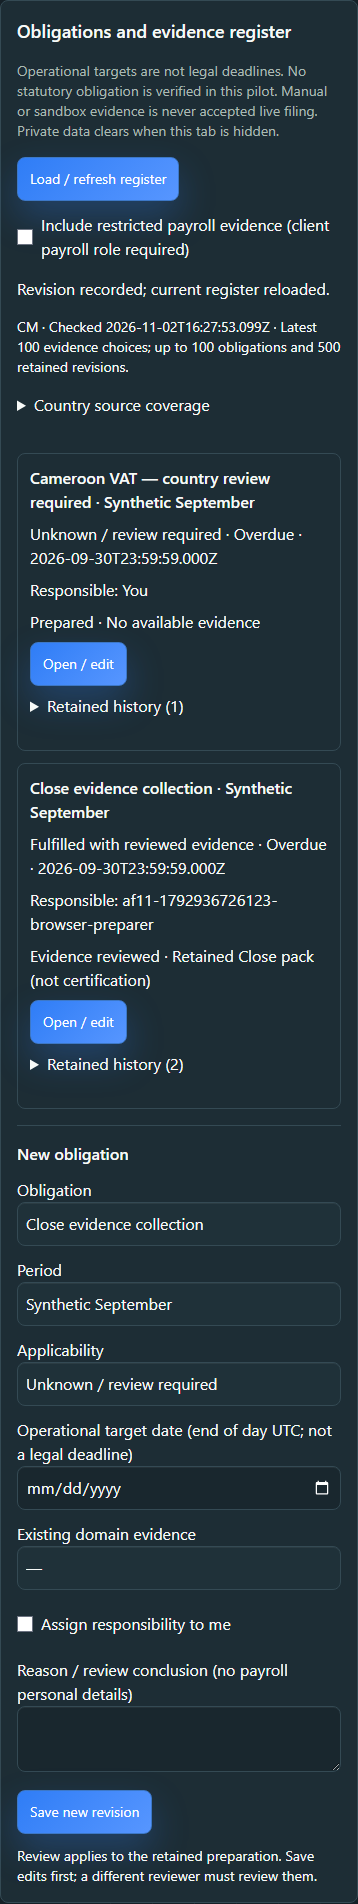 Obligations and evidence register
Operational targets are not legal deadlines. No
statutory obligation is verified in this pilot. Manual
or sandbox evidence is never accepted live filing.
Private data clears when this tab is hidden.
Load / refresh register
Include restricted payroll evidence (client
payroll role required)
Revision recorded; current register reloaded.
CM · Checked 2026-11-02T16:27:53.099Z · Latest
100 evidence choices; up to 100 obligations and 500
retained revisions.
Country source coverage
Cameroon VAT — country review
required · Synthetic September
Unknown / review required · Overdue ·
2026-09-30T23:59:59.000Z
Responsible: You
Prepared · No available evidence
Open / edit
Retained history (1)
Close evidence collection · Synthetic
September
Fulfilled with reviewed evidence · Overdue
· 2026-09-30T23:59:59.000Z
Responsible: af11-1792936726123-
browser-preparer
Evidence reviewed · Retained Close pack
(not certification)
Open / edit
Retained history (2)
New obligation
Obligation
Close evidence collection
Period
Synthetic September
Applicability
Unknown / review required
Operational target date (end of day UTC; not
a legal deadline)
mm/dd/yyyy
Existing domain evidence
—
Assign responsibility to me
Reason / review conclusion (no payroll
personal details)
Save new revision
Review applies to the retained preparation. Save
edits first; a different reviewer must review them.